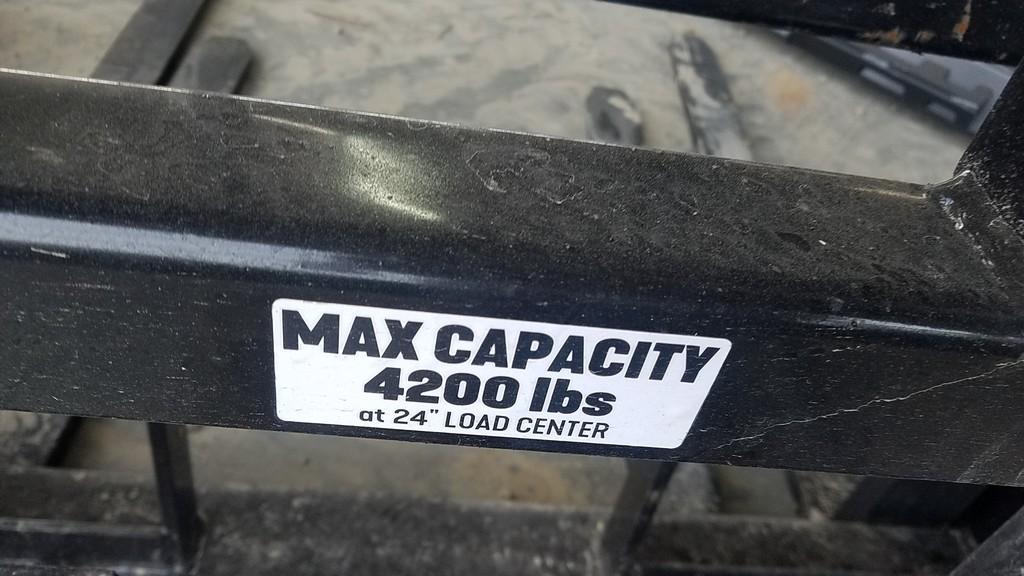 MAX CAPACITY
4200 lbs
at 24" LOAD CENTER